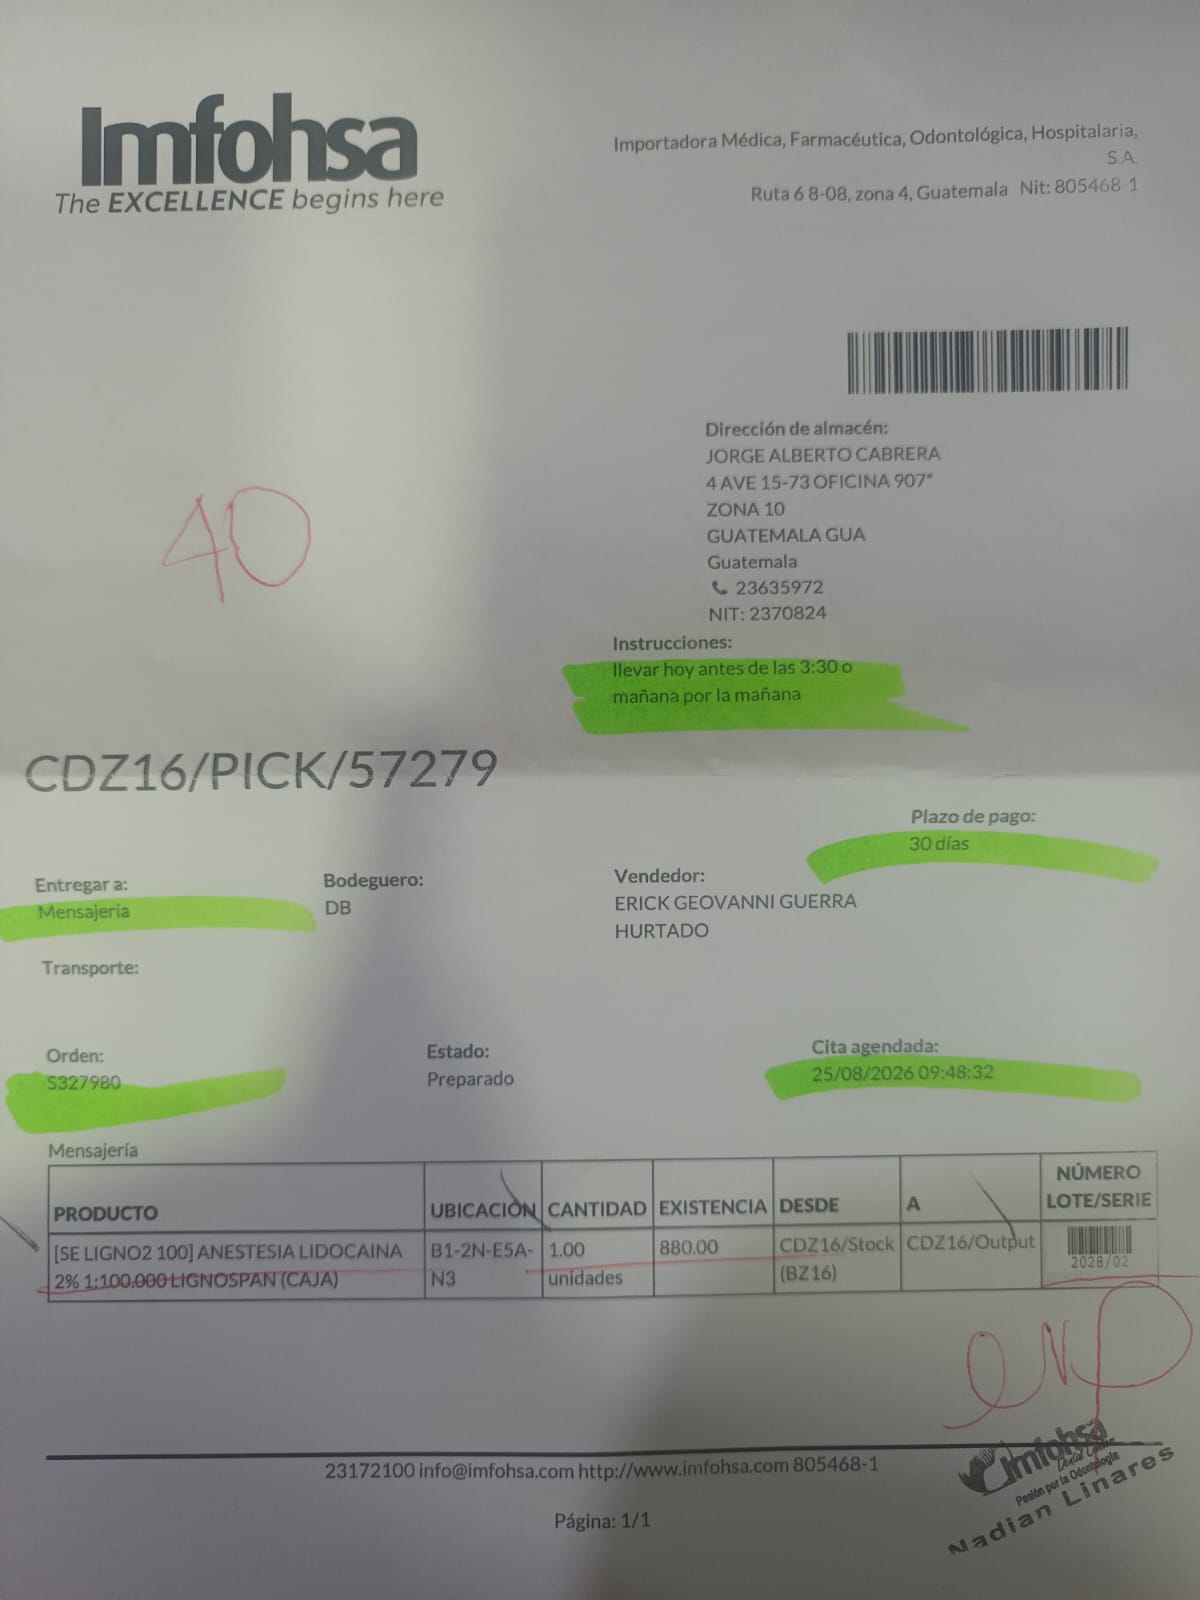 Imfohsa
The EXCELLENCE begins here
Importadora Médica, Farmacéutica, Odontológica, Hospitalaria,
S.A.
Ruta 6 8-08, zona 4, Guatemala Nit: 805468-1
Dirección de almacén:
JORGE ALBERTO CABRERA
4 AVE 15-73 OFICINA 907*
ZONA 10
GUATEMALA GUA
Guatemala
23635972
NIT: 2370824
40
Instrucciones:
llevar hoy antes de las 3:30 o
mañana por la mañana
CDZ16/PICK/57279
Plazo de pago:
30 días
Entregar a:
Mensajería
Bodeguero:
DB
Vendedor:
ERICK GEOVANNI GUERRA
HURTADO
Transporte:
Orden:
S327980
Estado:
Preparado
Cita agendada:
25/08/2026 09:48:32
Mensajería
PRODUCTO UBICACIÓN CANTIDAD EXISTENCIA DESDE A NÚMERO LOTE/SERIE
[SE LIGNO2 100] ANESTESIA LIDOCAINA B1-2N-E5A- 1.00 880.00 CDZ16/Stock CDZ16/Output
2% 1:100.000 LIGNOSPAN (CAJA) N3 unidades (BZ16) 2028/02
23172100 info@imfohsa.com http://www.imfohsa.com 805468-1
Página: 1/1
imfohsa
Dental Center
Pasión por la Odontología
Nadian Linares